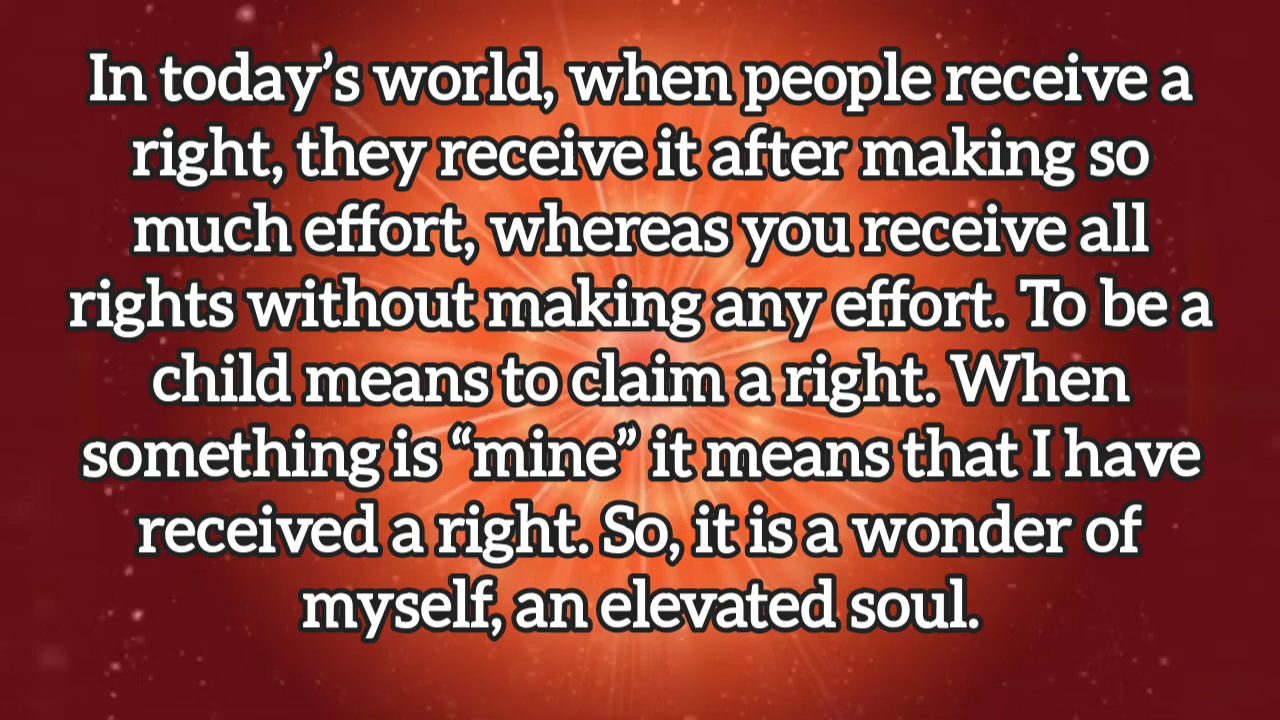 In today’s world, when people receive a
right, they receive it after making so
much effort, whereas you receive all
rights without making any effort. To be a
child means to claim a right. When
something is “mine” it means that I have
received a right. So, it is a wonder of
myself, an elevated soul.